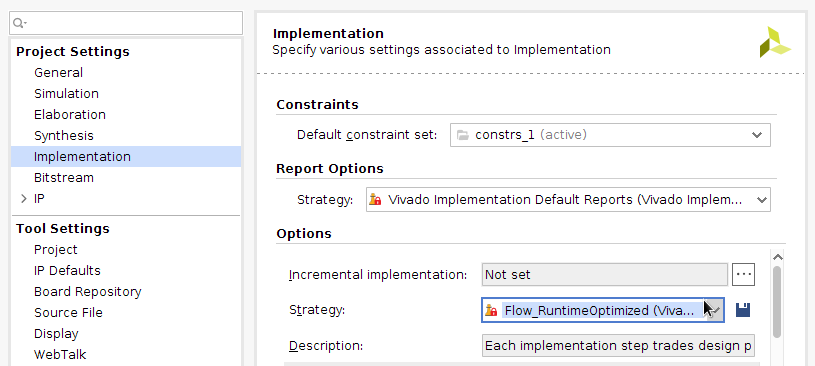 Project Settings
General
Simulation
Elaboration
Synthesis
Implementation
Bitstream
IP
Tool Settings
Project
IP Defaults
Board Repository
Source File
Display
WebTalk
Implementation
Specify various settings associated to Implementation
Constraints
Default constraint set: constrs_1 (active)
Report Options
Strategy: Vivado Implementation Default Reports (Vivado Implem...
Options
Incremental implementation: Not set ...
Strategy: Flow_RuntimeOptimized (Viva...
Description: Each implementation step trades design p